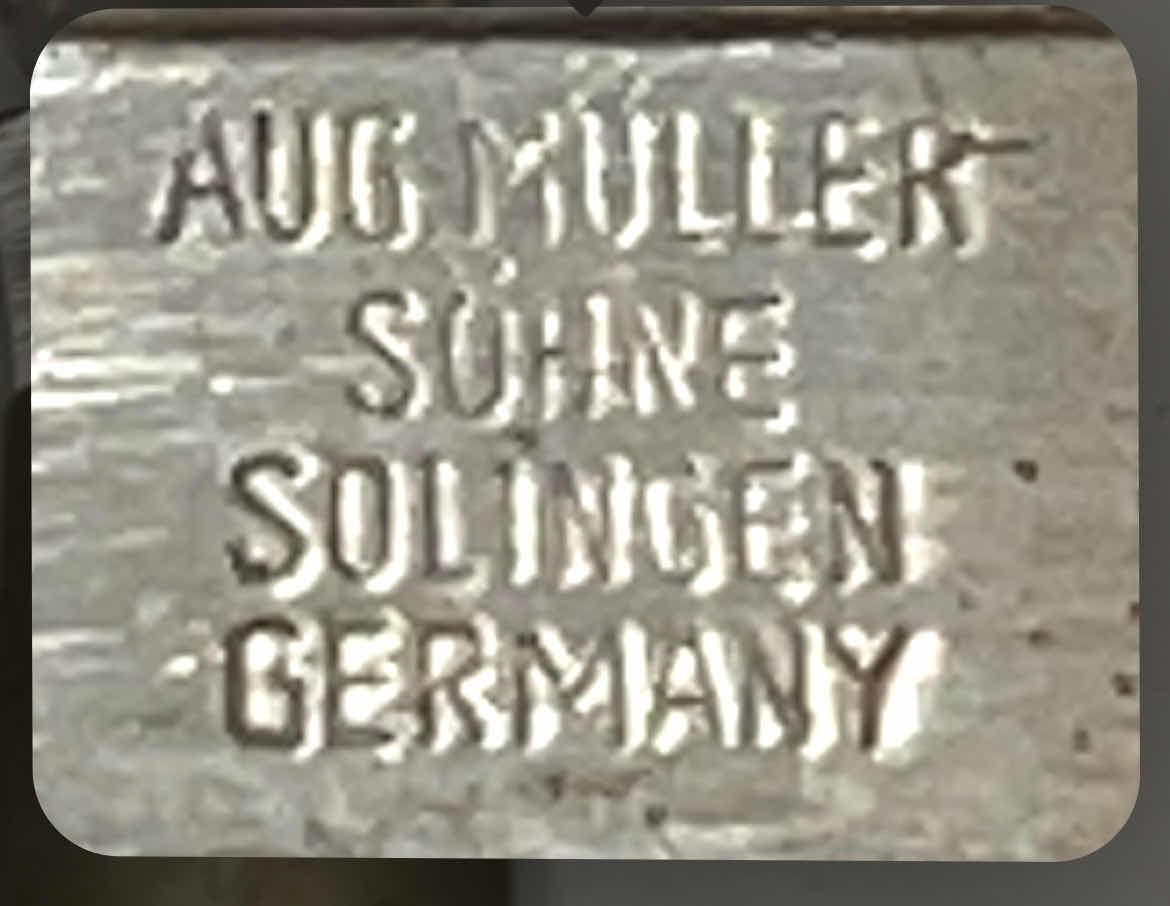 AUG MÜLLER
SÖHNE
SOLINGEN
GERMANY